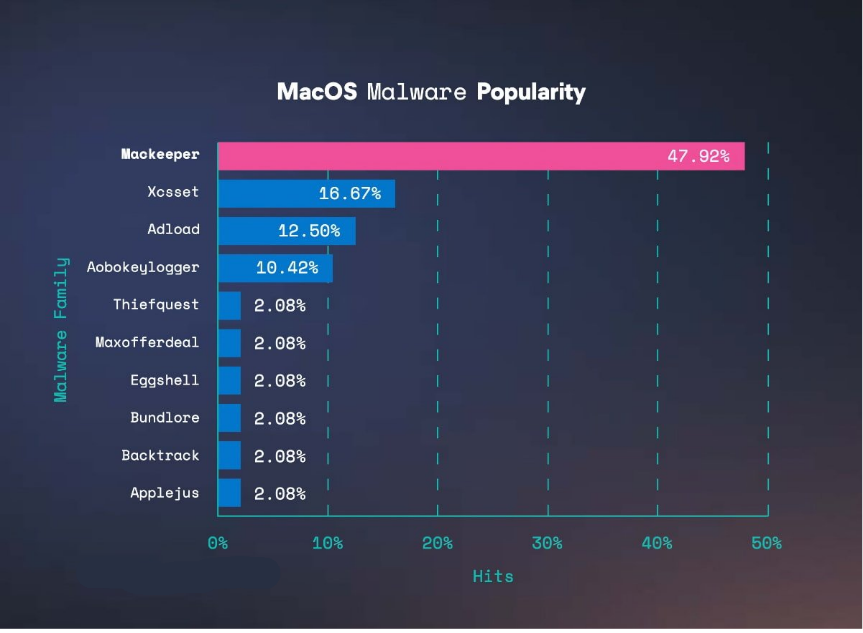 MacOS Malware Popularity
Mackeeper 47.92%
Xcsset 16.67%
Adload 12.50%
Aobokeylogger 10.42%
Thiefquest 2.08%
Maxofferdeal 2.08%
Eggshell 2.08%
Bundlore 2.08%
Backtrack 2.08%
Applejus 2.08%
Malware Family
0% 10% 20% 30% 40% 50%
Hits